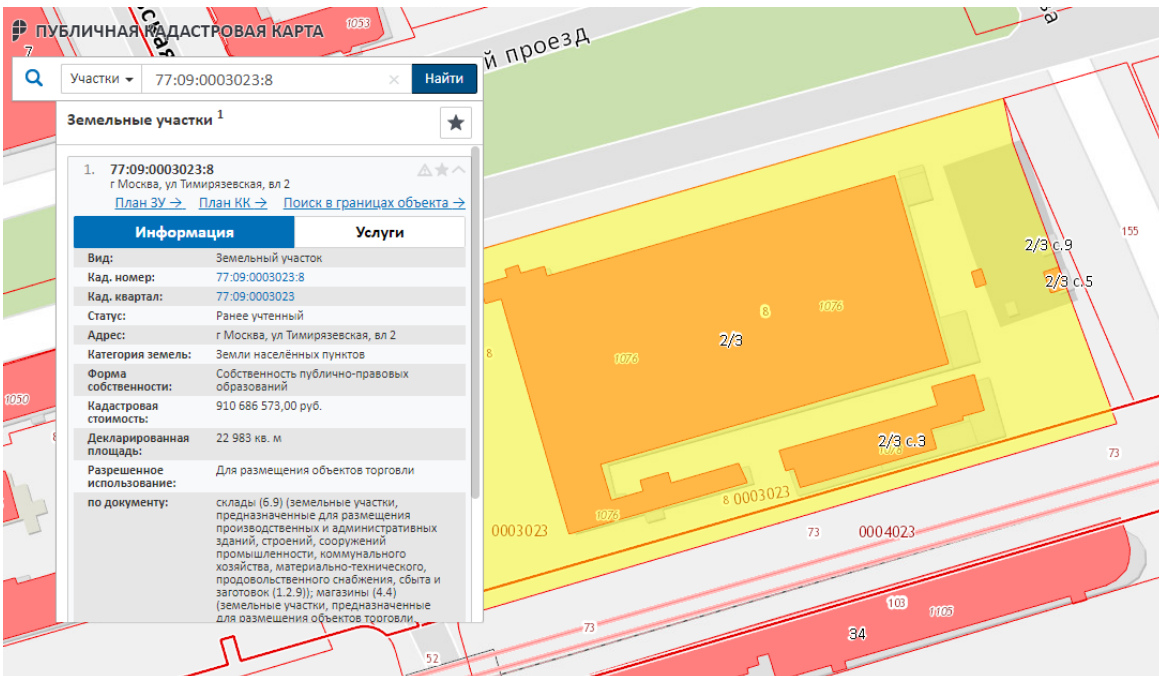 ПУБЛИЧНАЯ КАДАСТРОВАЯ КАРТА
1053
ская
7
й проезд
Участки
77:09:0003023:8
×
Найти
Земельные участки 1
1. 77:09:0003023:8
г Москва, ул Тимирязевская, вл 2
План ЗУ → План КК → Поиск в границах объекта →
Информация Услуги
Вид: Земельный участок
Кад. номер: 77:09:0003023:8
Кад. квартал: 77:09:0003023
Статус: Ранее учтенный
Адрес: г Москва, ул Тимирязевская, вл 2
Категория земель: Земли населённых пунктов
Форма собственности: Собственность публично-правовых
образований
Кадастровая стоимость: 910 686 573,00 руб.
Декларированная площадь: 22 983 кв. м
Разрешенное использование: Для размещения объектов торговли
по документу: склады (6.9) (земельные участки,
предназначенные для размещения
производственных и административных
зданий, строений, сооружений
промышленности, коммунального
хозяйства, материально-технического,
продовольственного снабжения, сбыта и
заготовок (1.2.9)); магазины (4.4)
(земельные участки, предназначенные
для размещения объектов торговли,
155
2/3 с.9
2/3 с.5
8
1076
2/3
8
1076
1050
8
2/3 с.3
1078
73
8 0003023
1076
0003023
73
0004023
103
1105
73
34
52